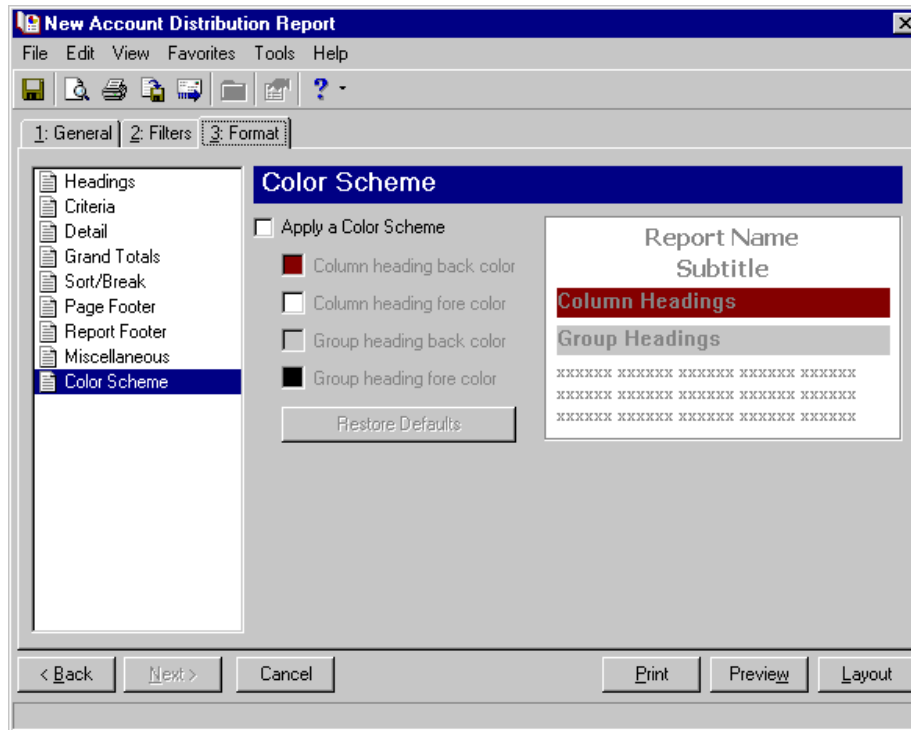 New Account Distribution Report
File Edit View Favorites Tools Help
?
1: General 2: Filters 3: Format
Headings
Criteria
Detail
Grand Totals
Sort/Break
Page Footer
Report Footer
Miscellaneous
Color Scheme
Color Scheme
Apply a Color Scheme
Column heading back color
Column heading fore color
Group heading back color
Group heading fore color
Restore Defaults
Report Name
Subtitle
Column Headings
Group Headings
xxxxxx xxxxxx xxxxxx xxxxxx xxxxxx
xxxxxx xxxxxx xxxxxx xxxxxx xxxxxx
xxxxxx xxxxxx xxxxxx xxxxxx xxxxxx
< Back Next > Cancel Print Preview Layout